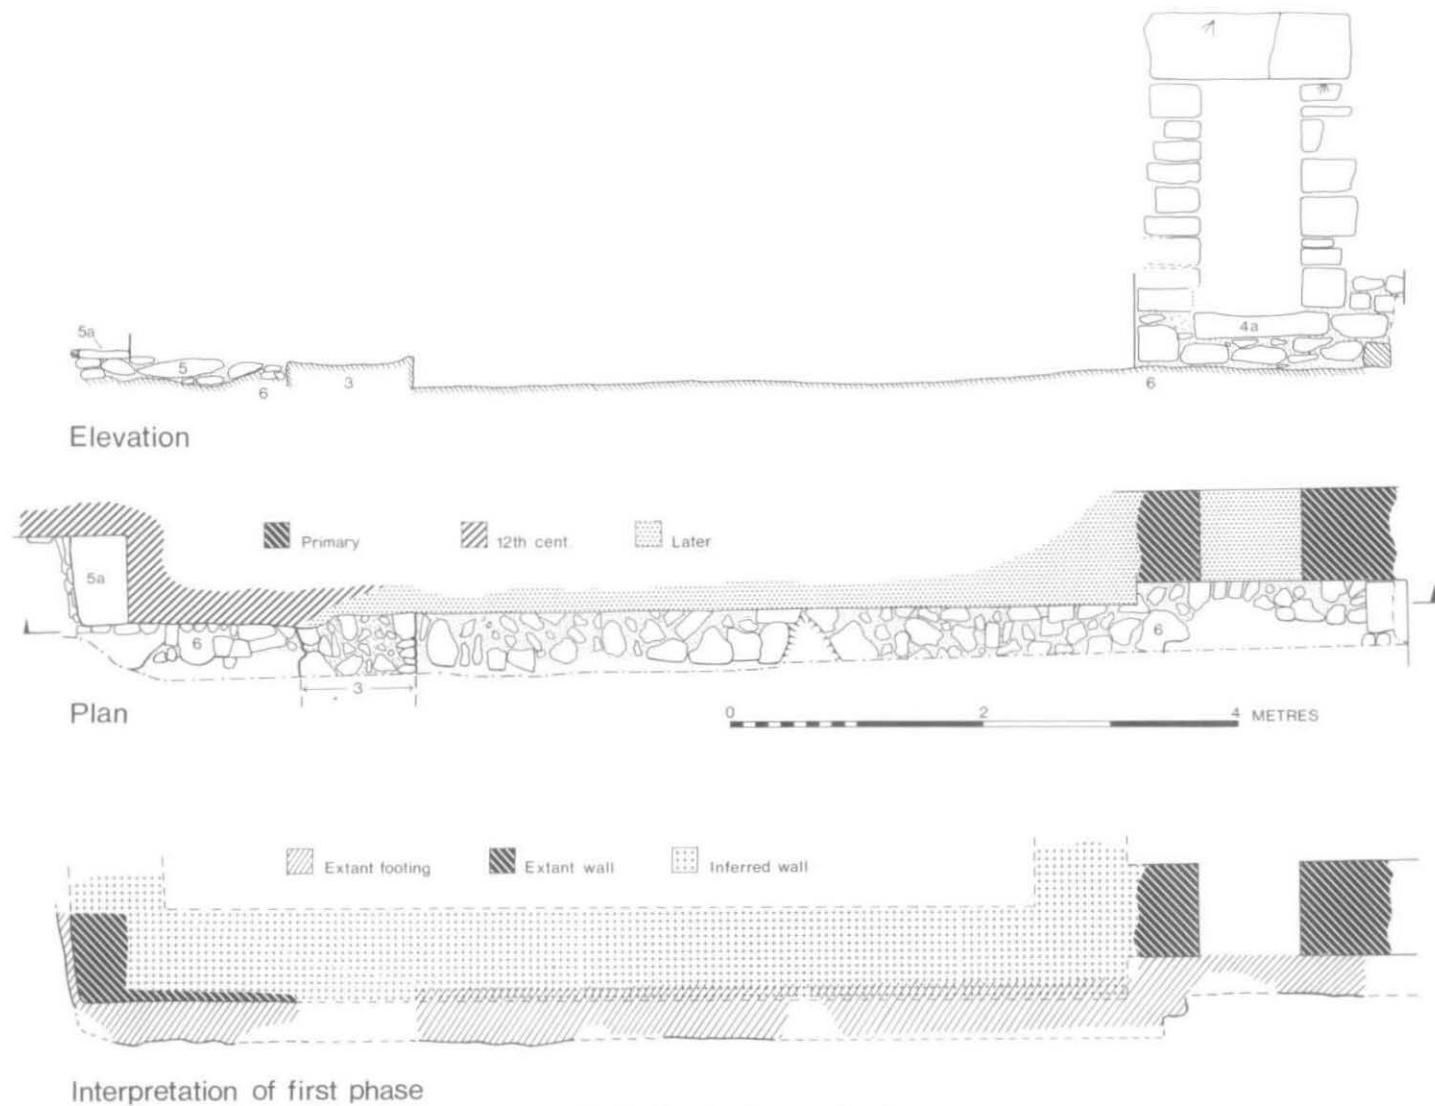 5a
5
6
3
4a
6
Elevation
Primary
12th cent.
Later
5a
6
6
3
Plan
0 2 4 METRES
Extant footing
Extant wall
Inferred wall
Interpretation of first phase